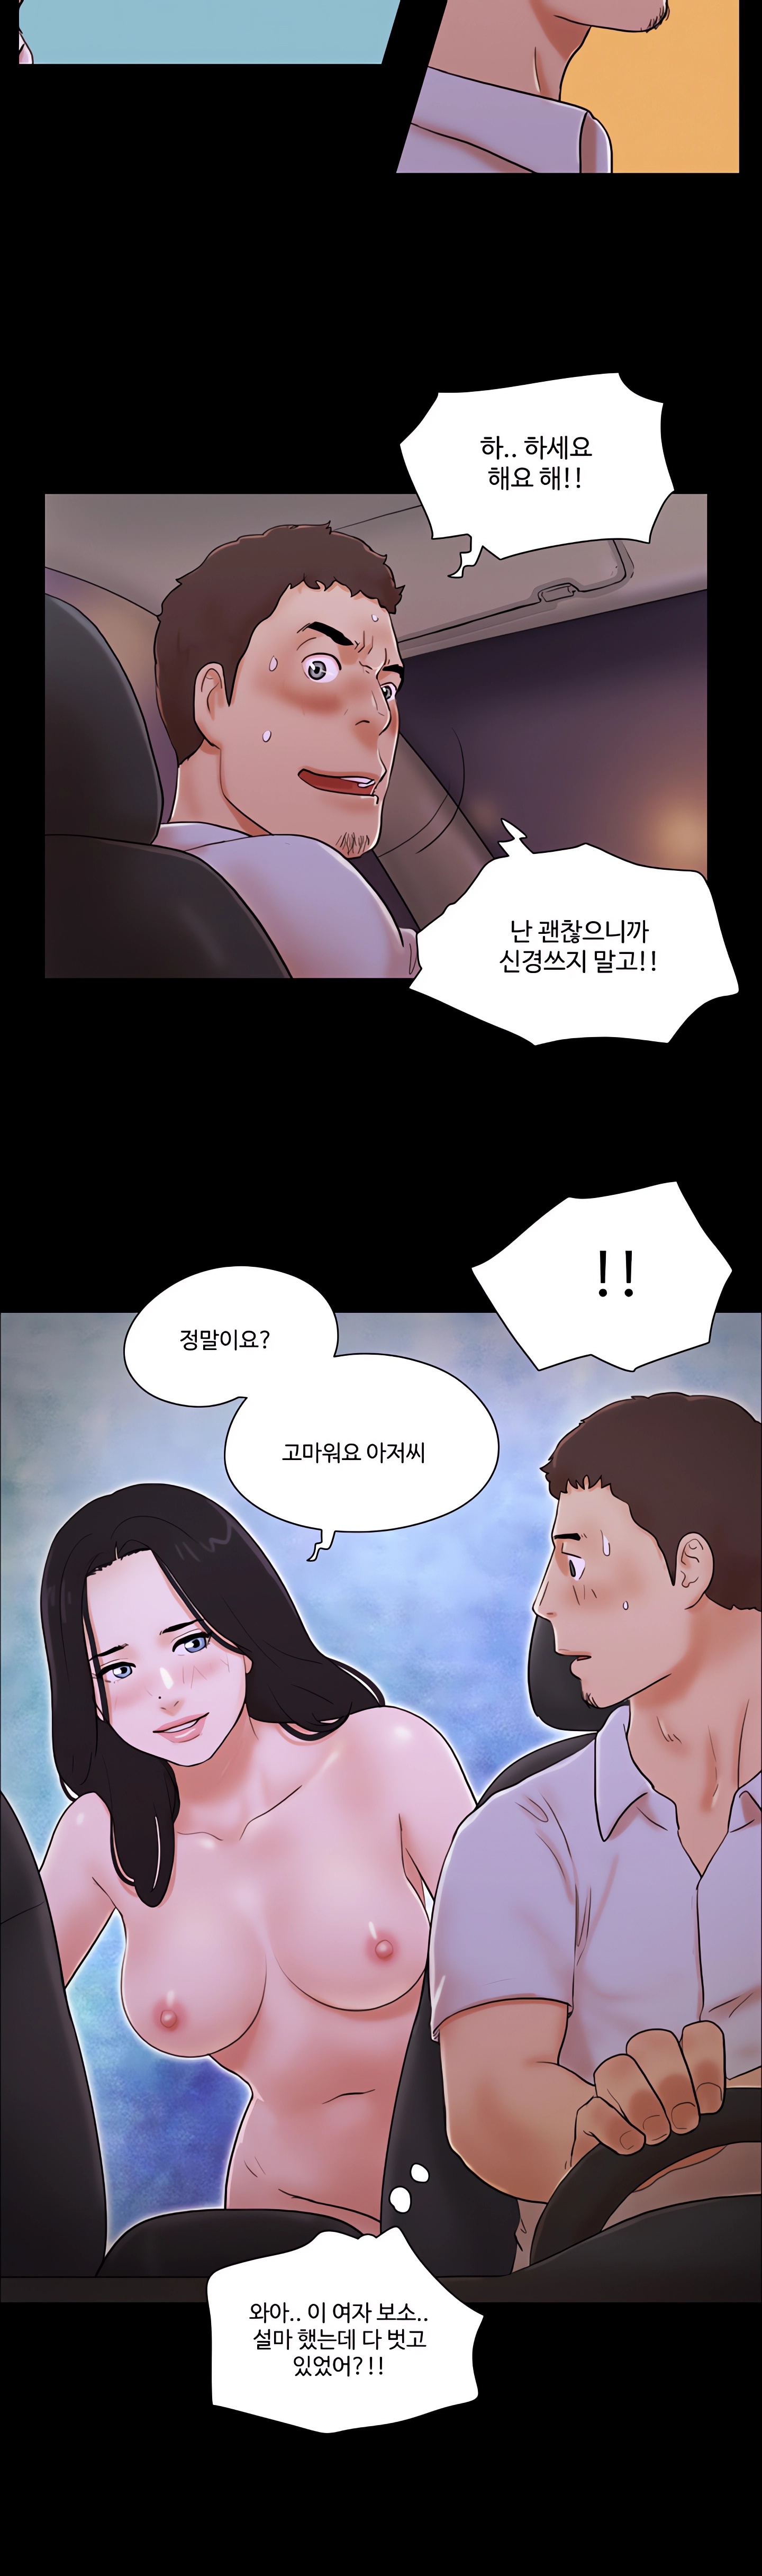 하.. 하세요
해요 해!!
난 괜찮으니까
신경쓰지 말고!!
!!
정말이요?
고마워요 아저씨
와아.. 이 여자 보소..
설마 했는데 다 벗고
있었어?!!